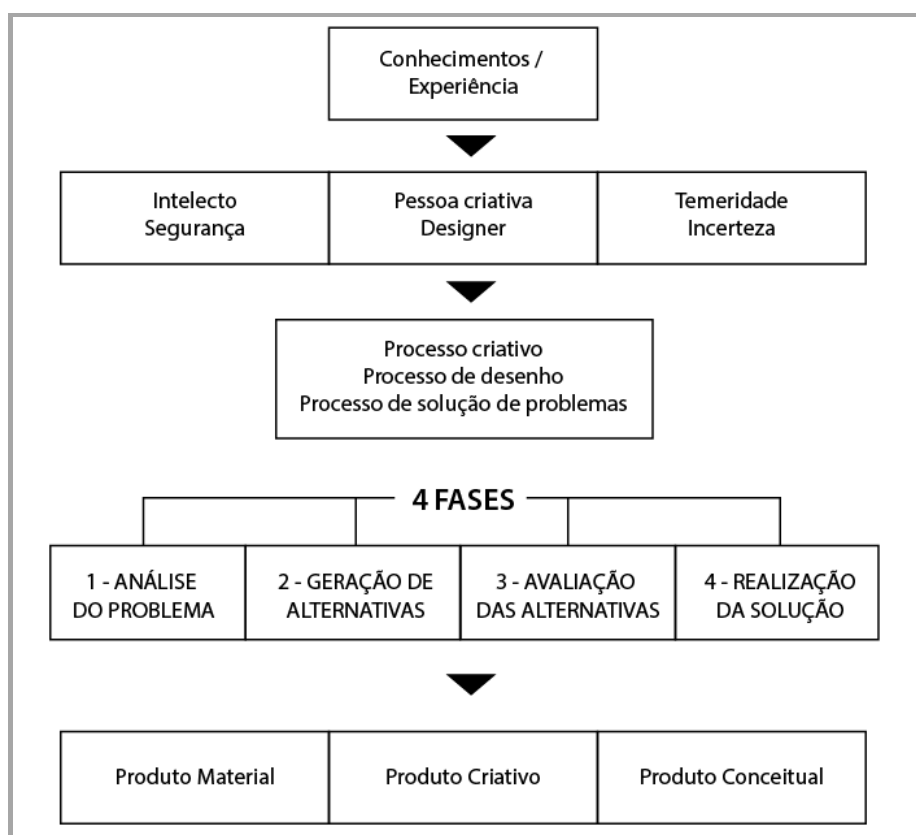 Conhecimentos /
Experiência
Intelecto
Segurança
Pessoa criativa
Designer
Temeridade
Incerteza
Processo criativo
Processo de desenho
Processo de solução de problemas
4 FASES
1 - ANÁLISE
DO PROBLEMA
2 - GERAÇÃO DE
ALTERNATIVAS
3 - AVALIAÇÃO
DAS ALTERNATIVAS
4 - REALIZAÇÃO
DA SOLUÇÃO
Produto Material
Produto Criativo
Produto Conceitual